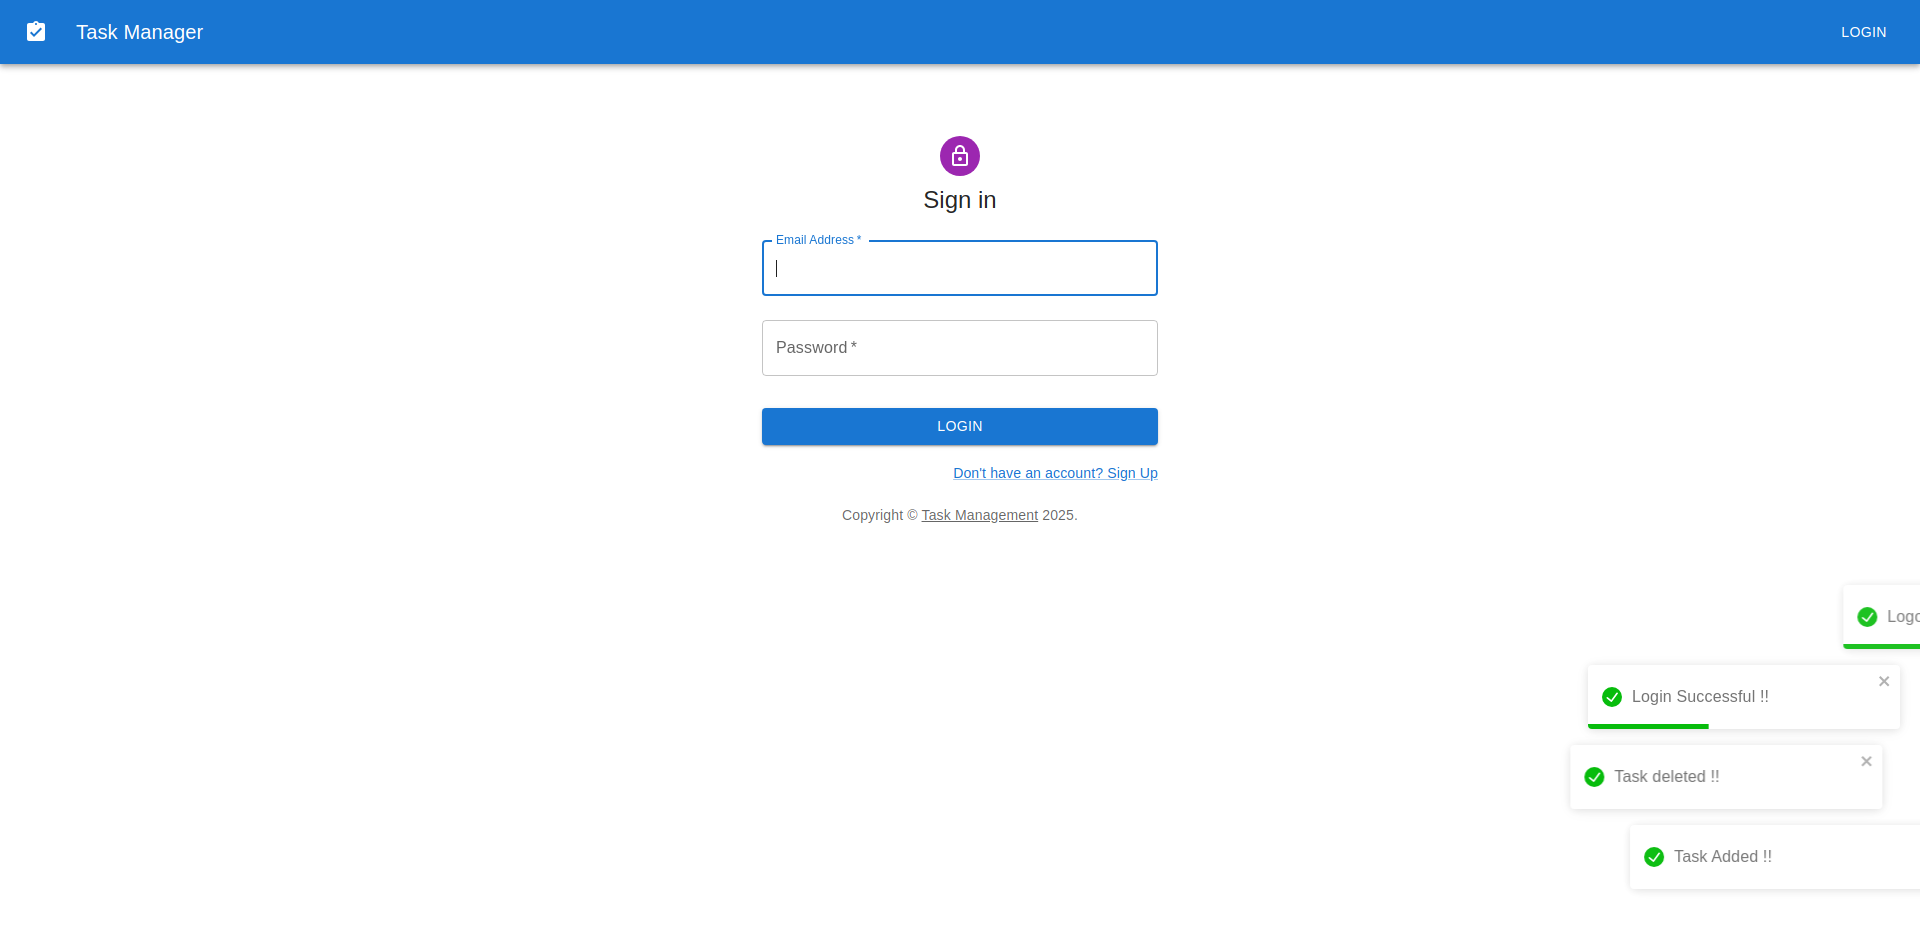 Task Manager
LOGIN
Sign in
Email Address *
Password *
LOGIN
Don't have an account? Sign Up
Copyright © Task Management 2025.
Login Successful !!
Task deleted !!
Task Added !!